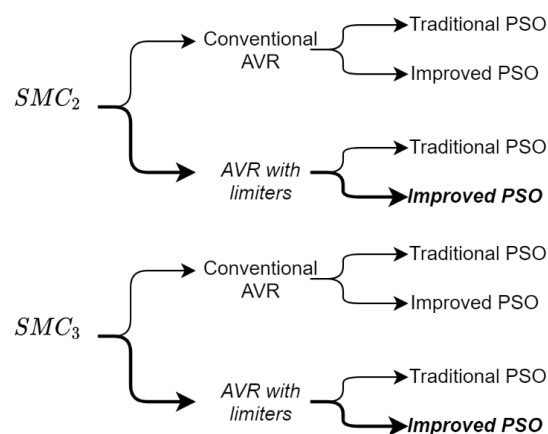 Traditional PSO
Conventional
AVR
Improved PSO
SMC₂
Traditional PSO
AVR with
limiters
Improved PSO
Traditional PSO
Conventional
AVR
Improved PSO
SMC₃
Traditional PSO
AVR with
limiters
Improved PSO